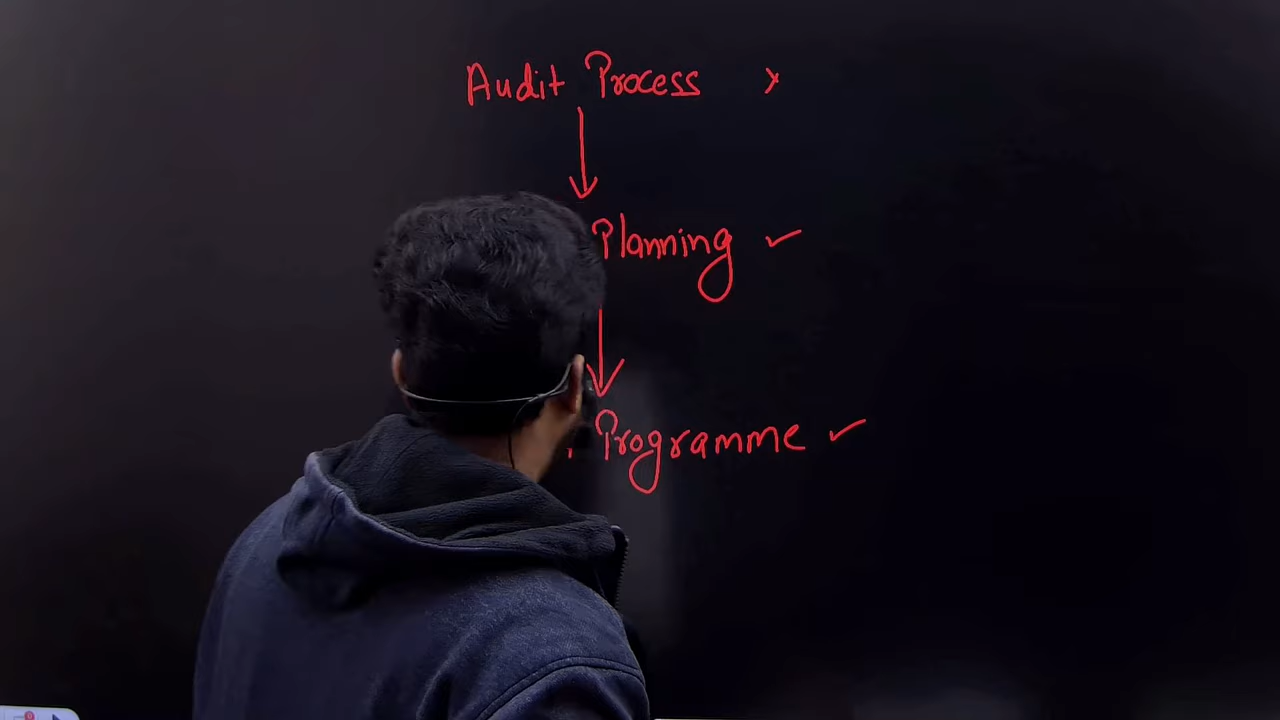 Audit Process ×
Planning ✓
Programme ✓